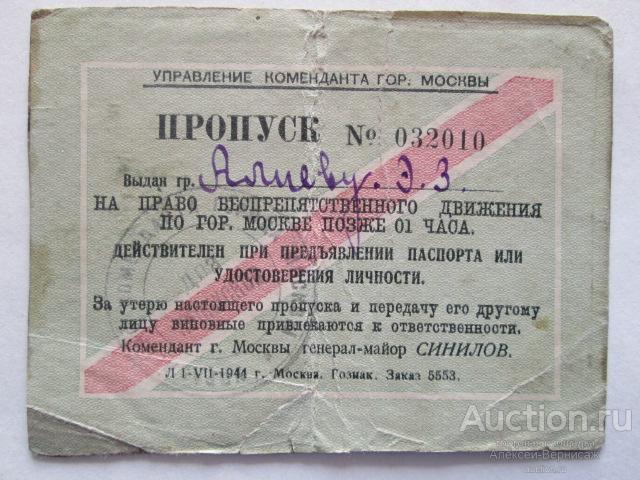 УПРАВЛЕНИЕ КОМЕНДАНТА ГОР. МОСКВЫ
ПРОПУСК № 032010
Выдан гр. Алиеву. Э. З.
НА ПРАВО БЕСПРЕПЯТСТВЕННОГО ДВИЖЕНИЯ
ПО ГОР. МОСКВЕ ПОЗЖЕ 01 ЧАСА.
ДЕЙСТВИТЕЛЕН ПРИ ПРЕДЪЯВЛЕНИИ ПАСПОРТА ИЛИ
УДОСТОВЕРЕНИЯ ЛИЧНОСТИ.
За утерю настоящего пропуска и передачу его другому
лицу виновные привлекаются к ответственности.
Комендант г. Москвы генерал-майор СИНИЛОВ.
Л 1-VII-1944 г. Москва. Гознак. Заказ 5553.
Auction.ru
Алексей-Вернисаж
auction.ru